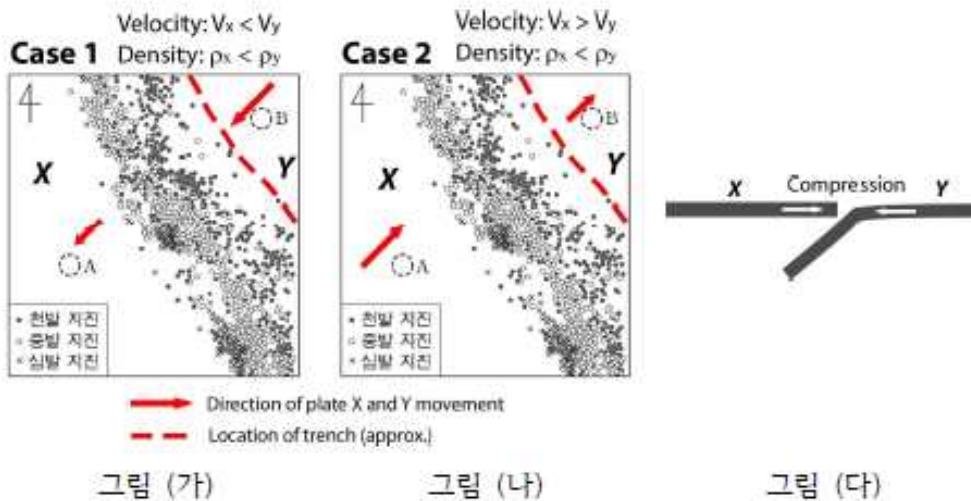 Velocity: Vx < Vy
Case 1 Density: ρx < ρy
4
B
X
Y
A
천발 지진
중발 지진
심발 지진
Velocity: Vx > Vy
Case 2 Density: ρx < ρy
4
B
X
Y
A
천발 지진
중발 지진
심발 지진
X Compression Y
Direction of plate X and Y movement
Location of trench (approx.)
그림 (가) 그림 (나) 그림 (다)